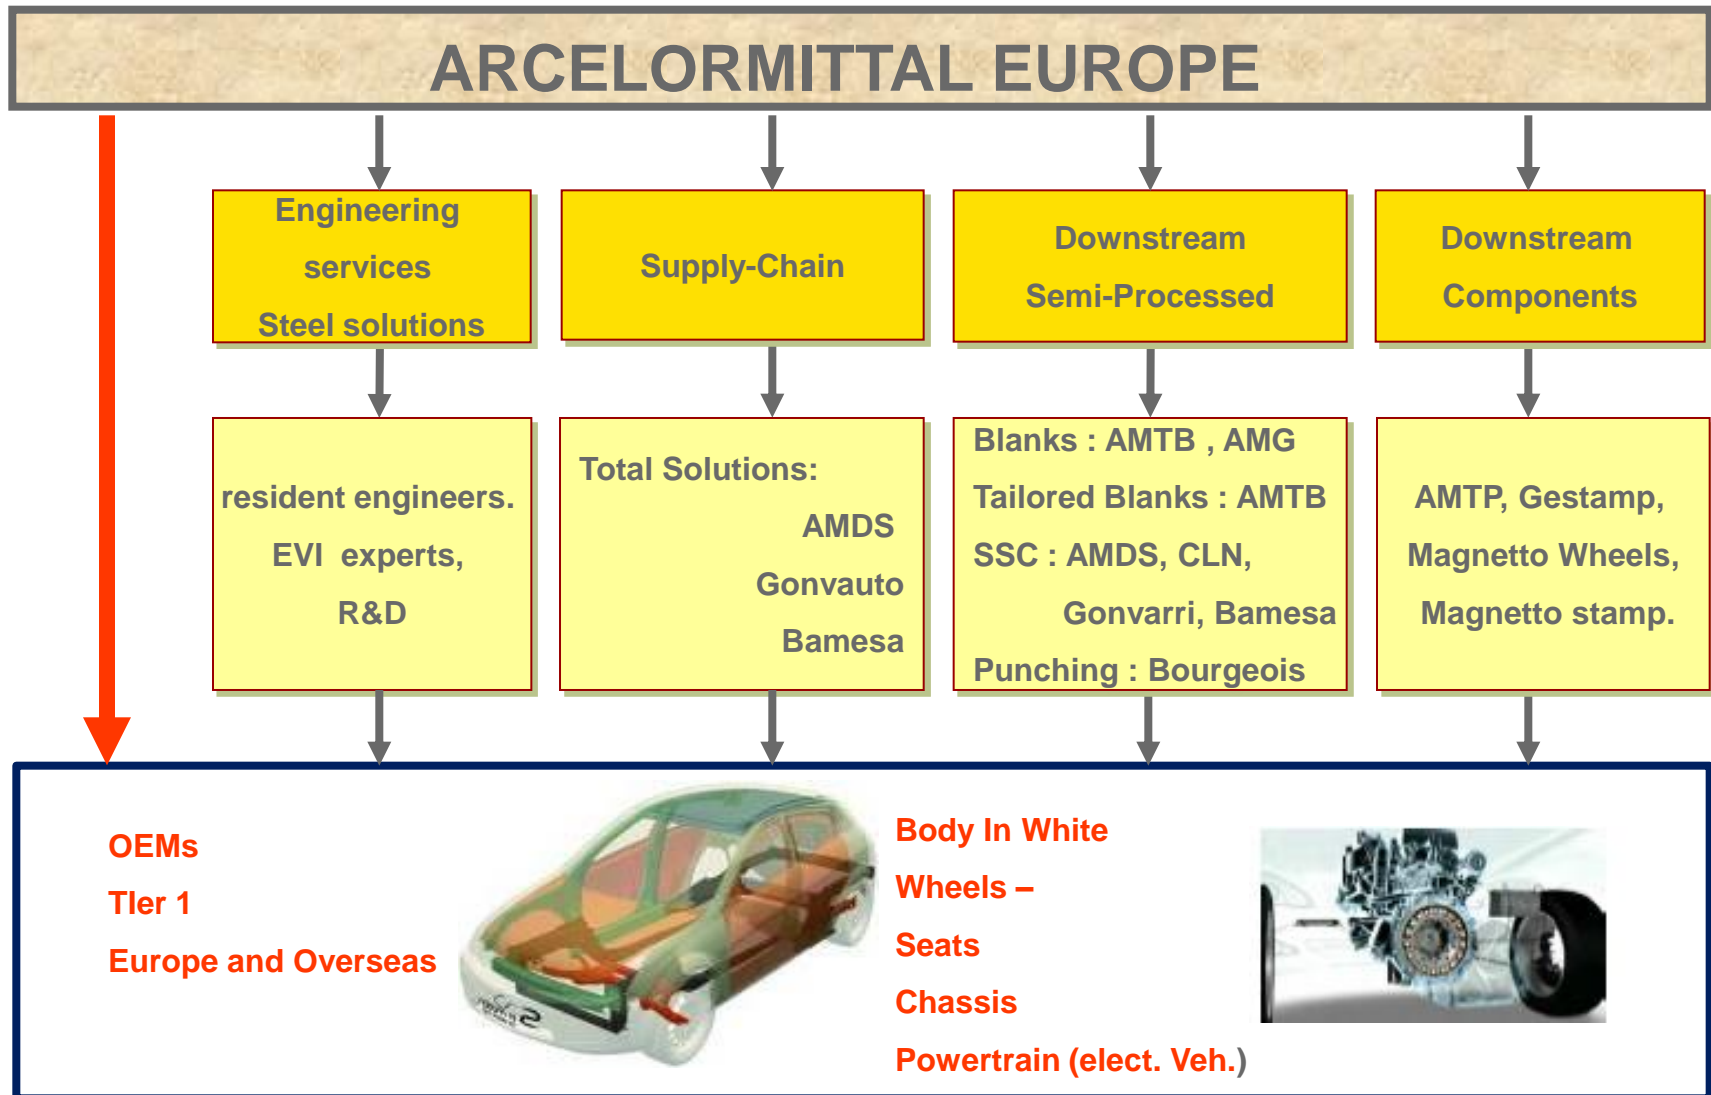 ARCELORMITTAL EUROPE
Engineering
services
Steel solutions
Supply-Chain
Downstream
Semi-Processed
Downstream
Components
resident engineers.
EVI experts,
R&D
Total Solutions:
AMDS
Gonvauto
Bamesa
Blanks : AMTB , AMG
Tailored Blanks : AMTB
SSC : AMDS, CLN,
Gonvarri, Bamesa
Punching : Bourgeois
AMTP, Gestamp,
Magnetto Wheels,
Magnetto stamp.
OEMs
TIer 1
Europe and Overseas
Body In White
Wheels –
Seats
Chassis
Powertrain (elect. Veh.)